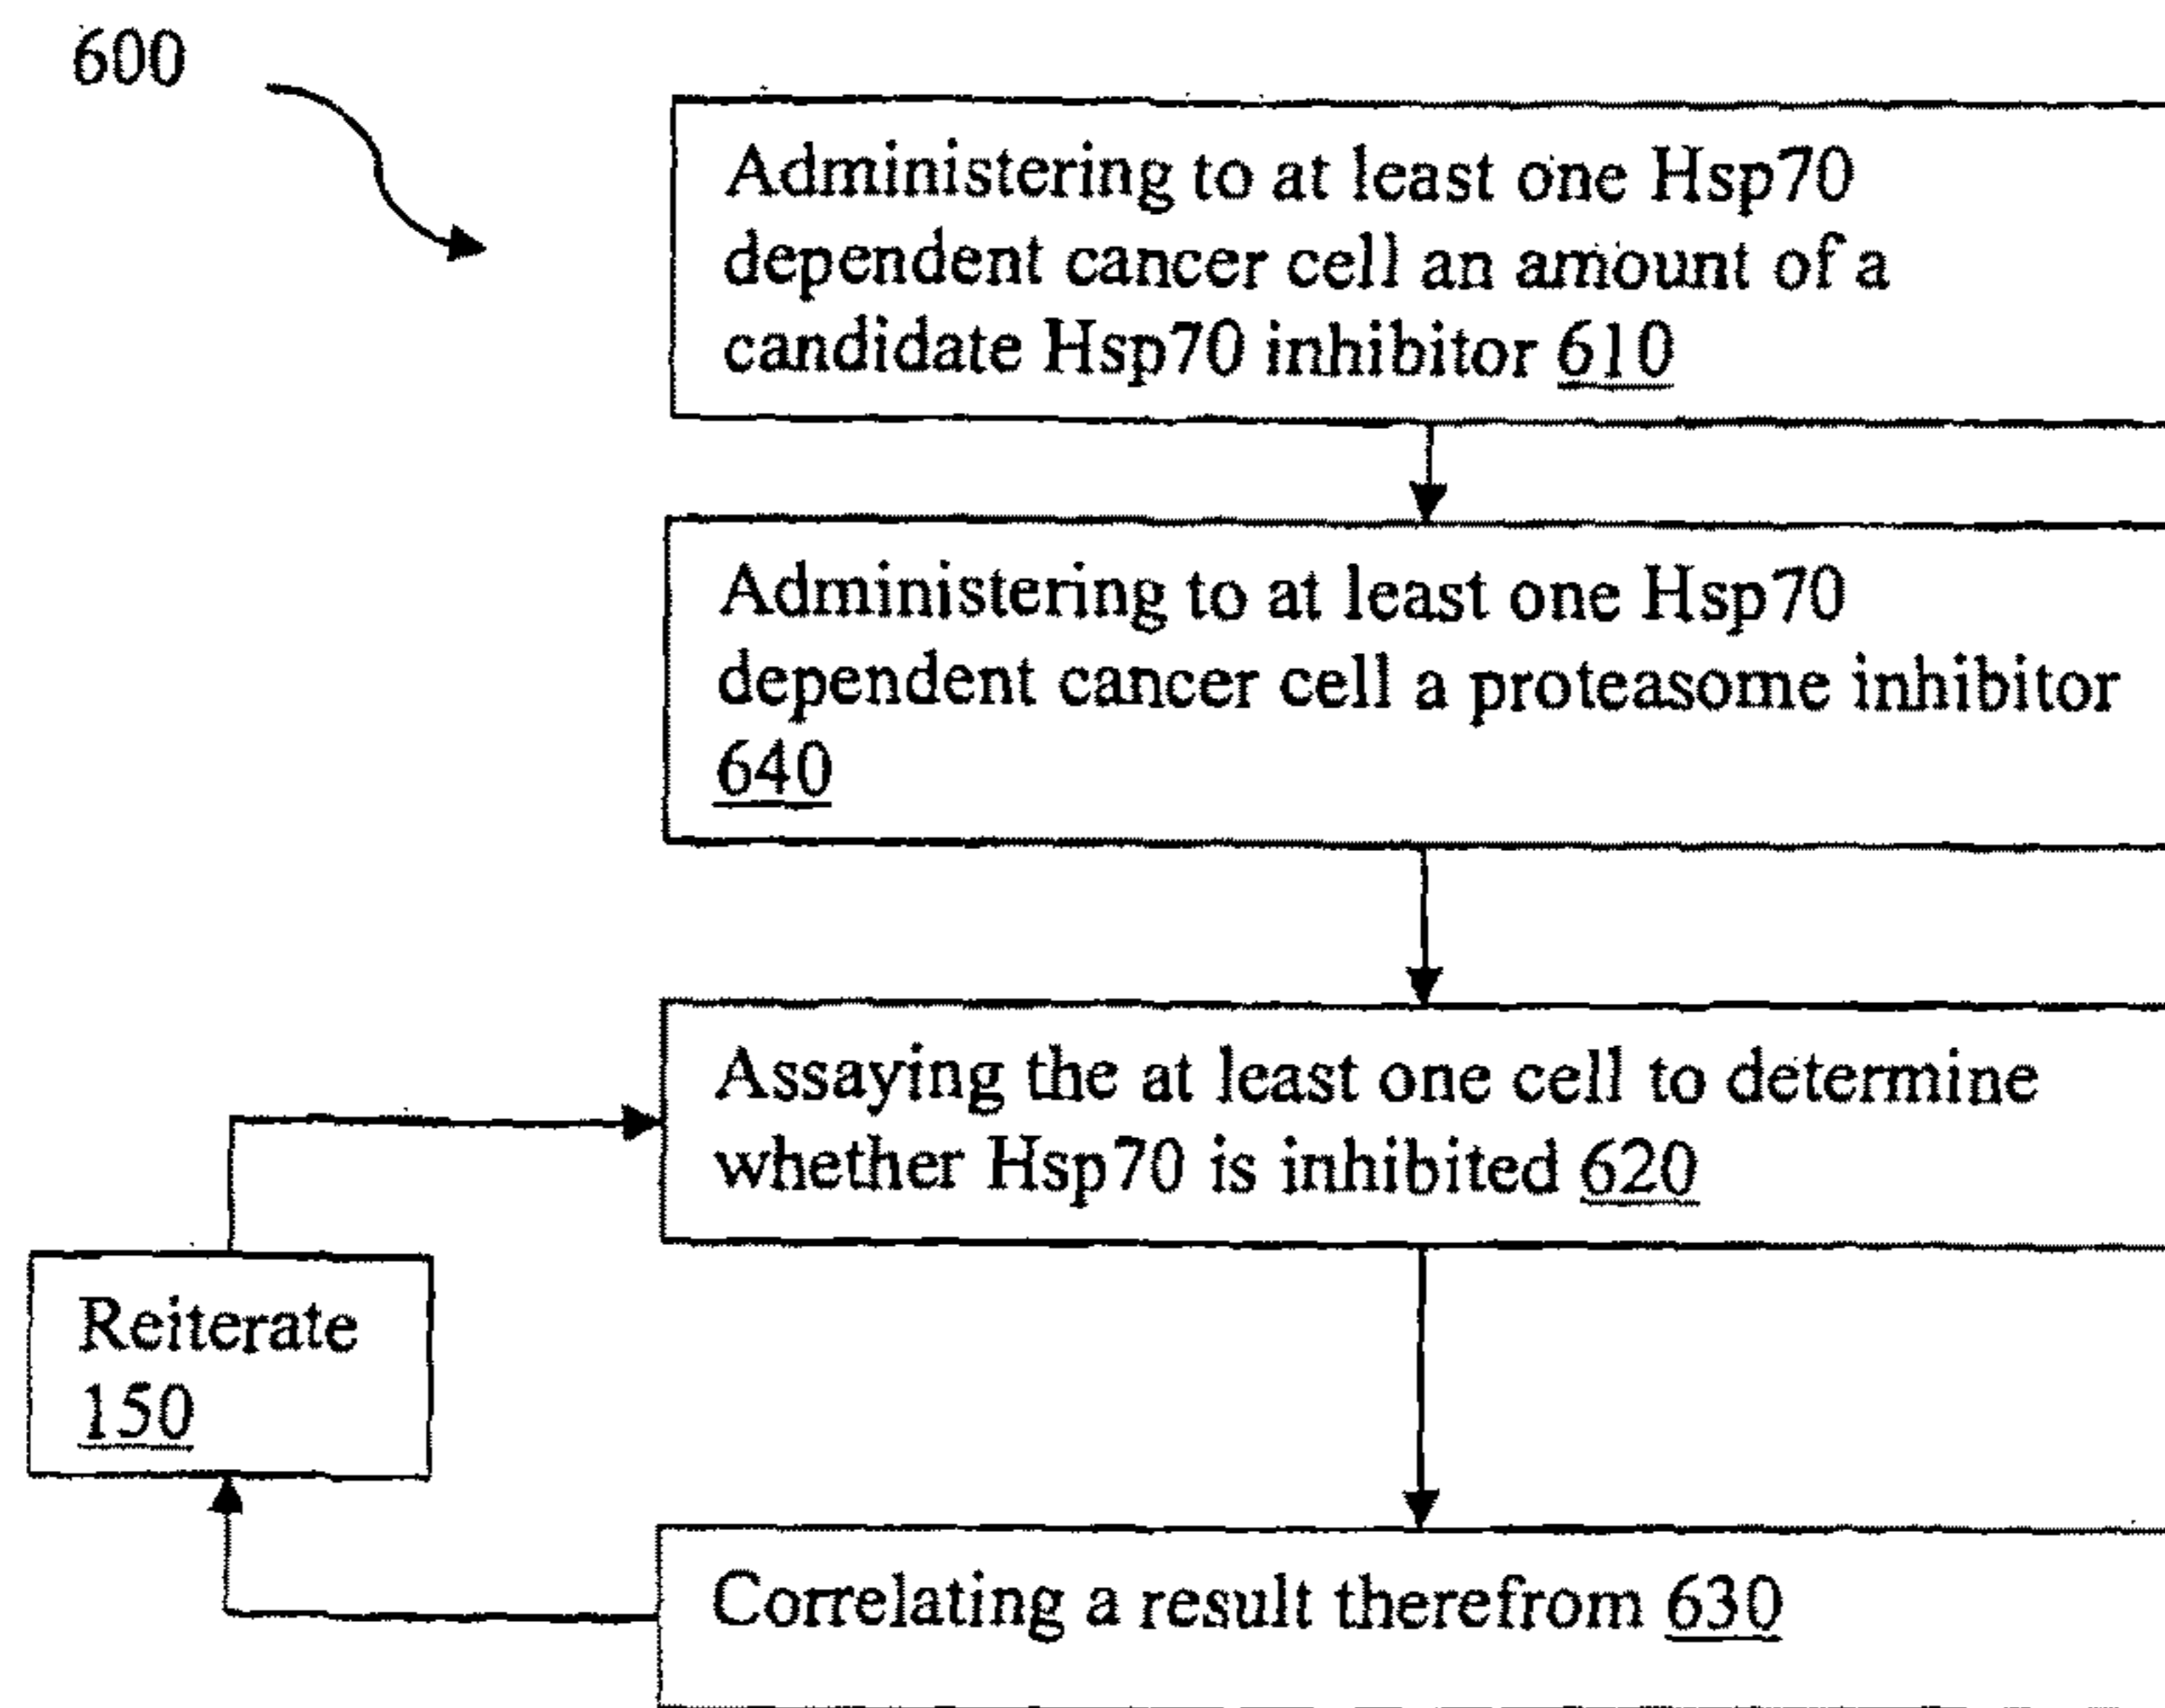 600
Administering to at least one Hsp70
dependent cancer cell an amount of a
candidate Hsp70 inhibitor 610
Administering to at least one Hsp70
dependent cancer cell a proteasome inhibitor
640
Assaying the at least one cell to determine
whether Hsp70 is inhibited 620
Reiterate
150
Correlating a result therefrom 630